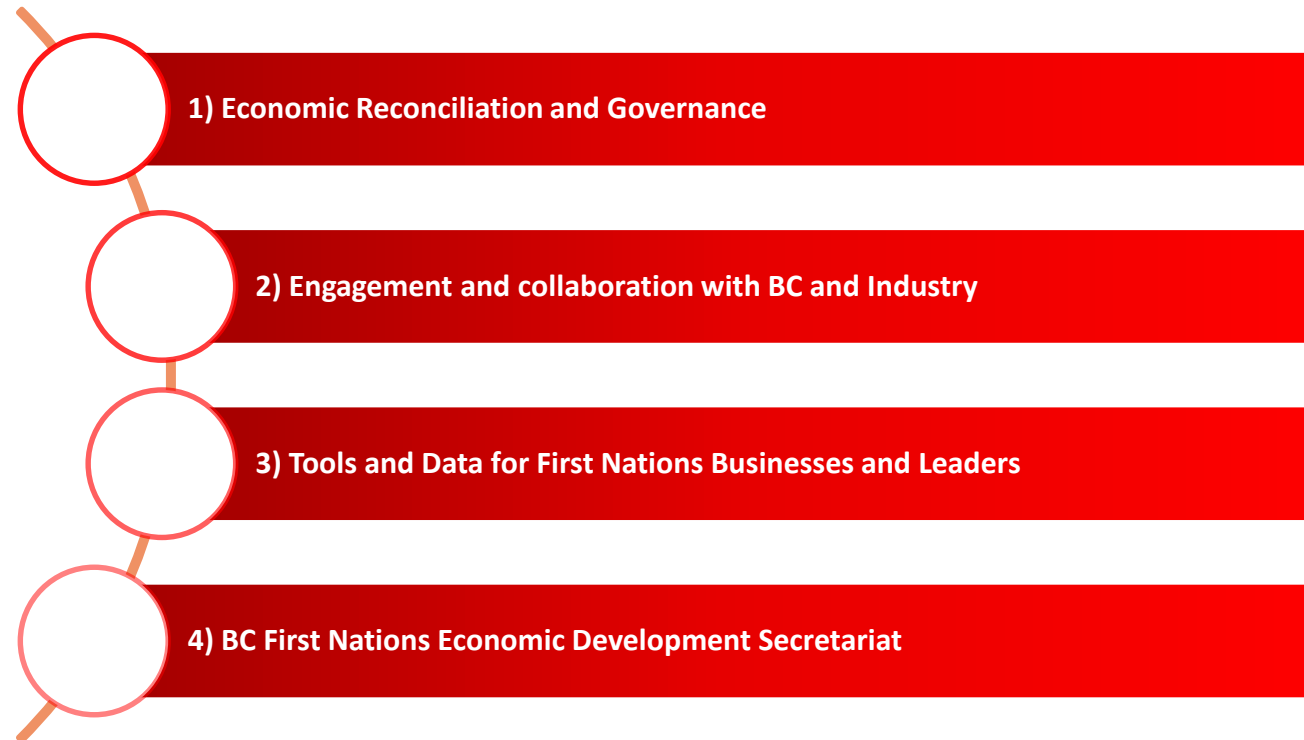 1) Economic Reconciliation and Governance
2) Engagement and collaboration with BC and Industry
3) Tools and Data for First Nations Businesses and Leaders
4) BC First Nations Economic Development Secretariat